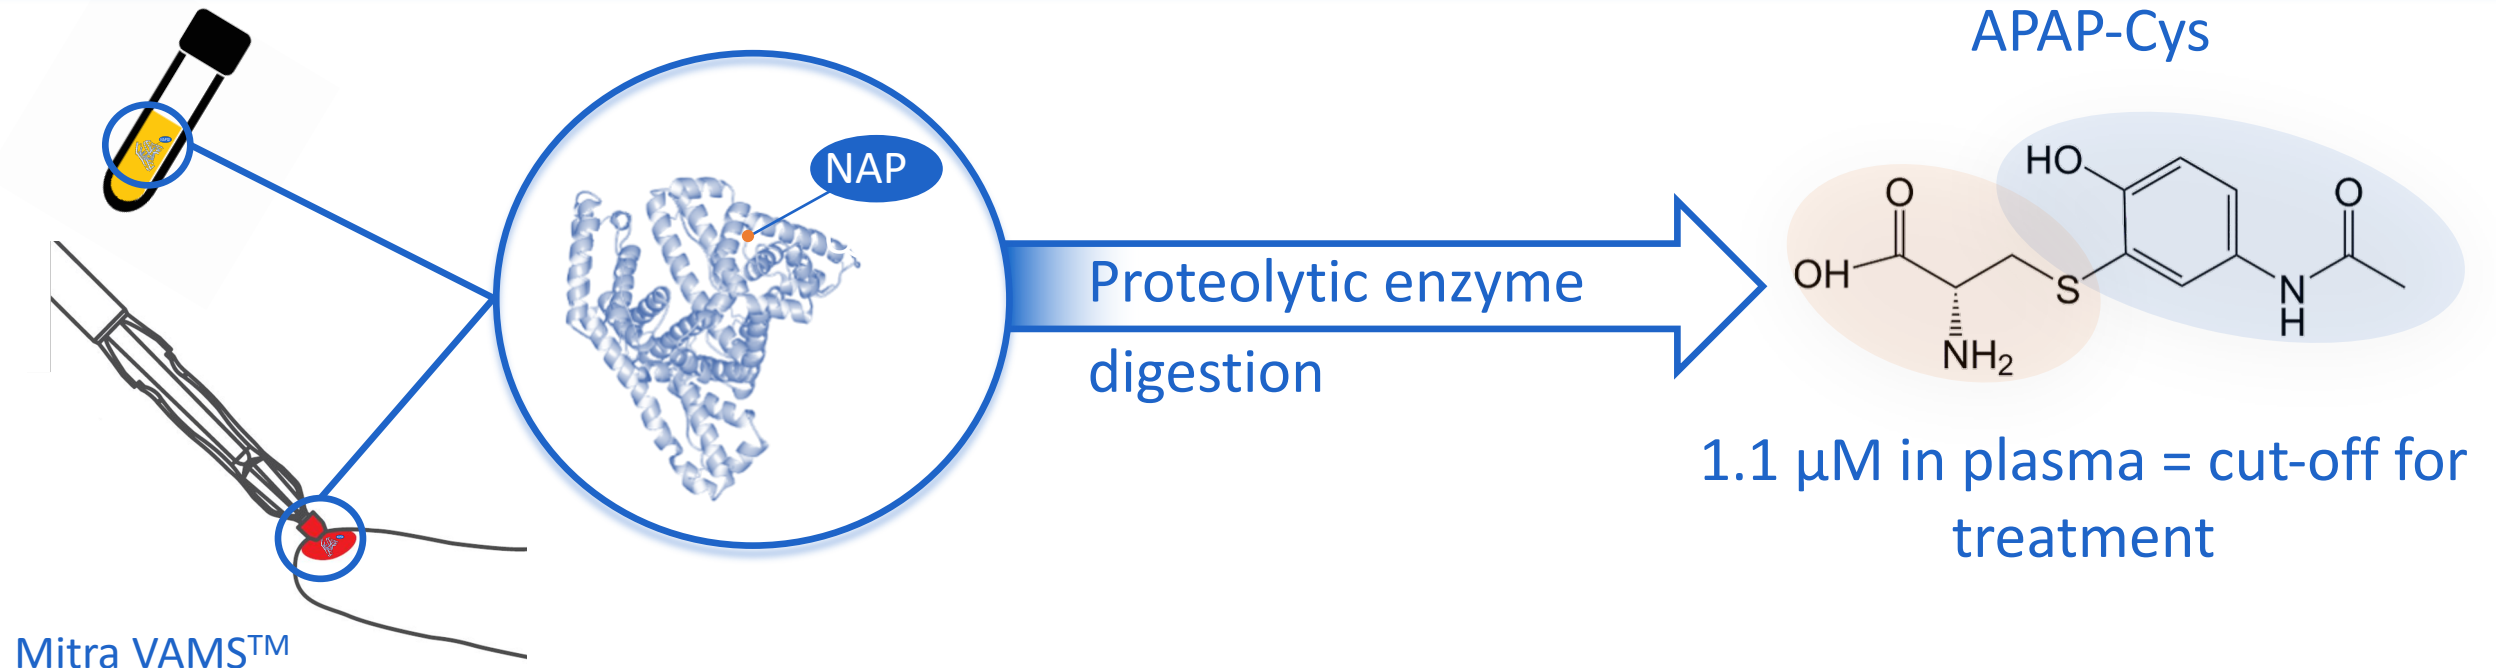 APAP-Cys
NAP
HO
O
O
OH
S
N
H
NH2
Proteolytic enzyme
digestion
1.1 µM in plasma = cut-off for
treatment
Mitra VAMS™